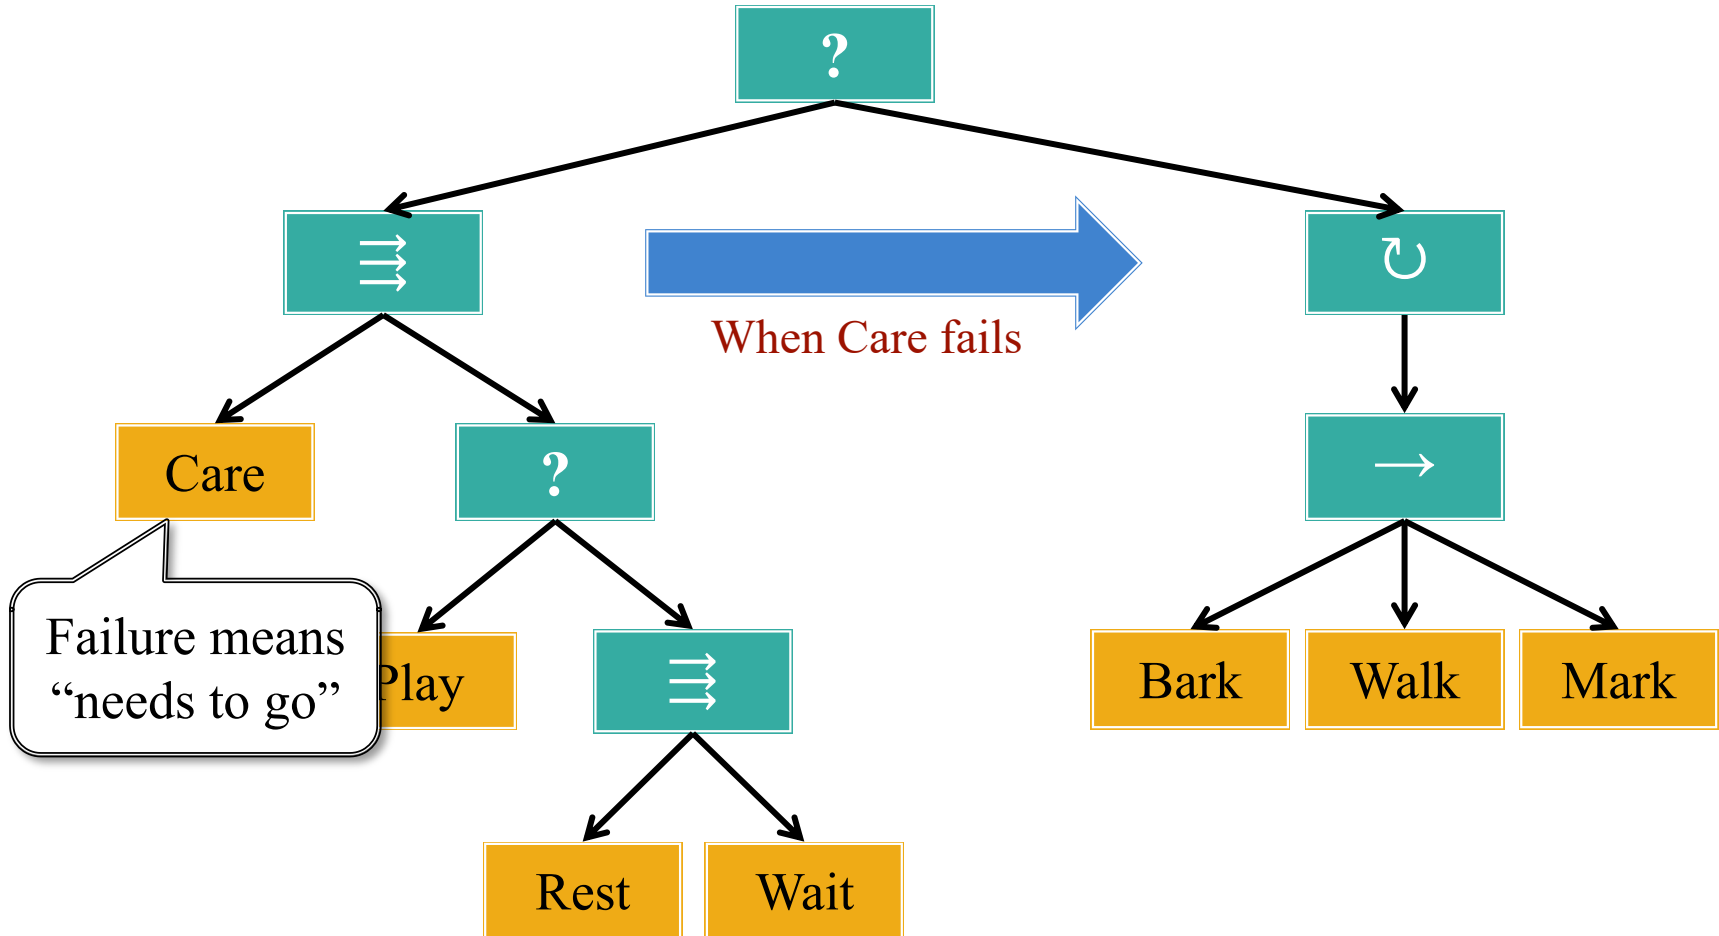 ?
⇶
↻
When Care fails
Care
?
→
Failure means
“needs to go”
Play
⇶
Bark
Walk
Mark
Rest
Wait